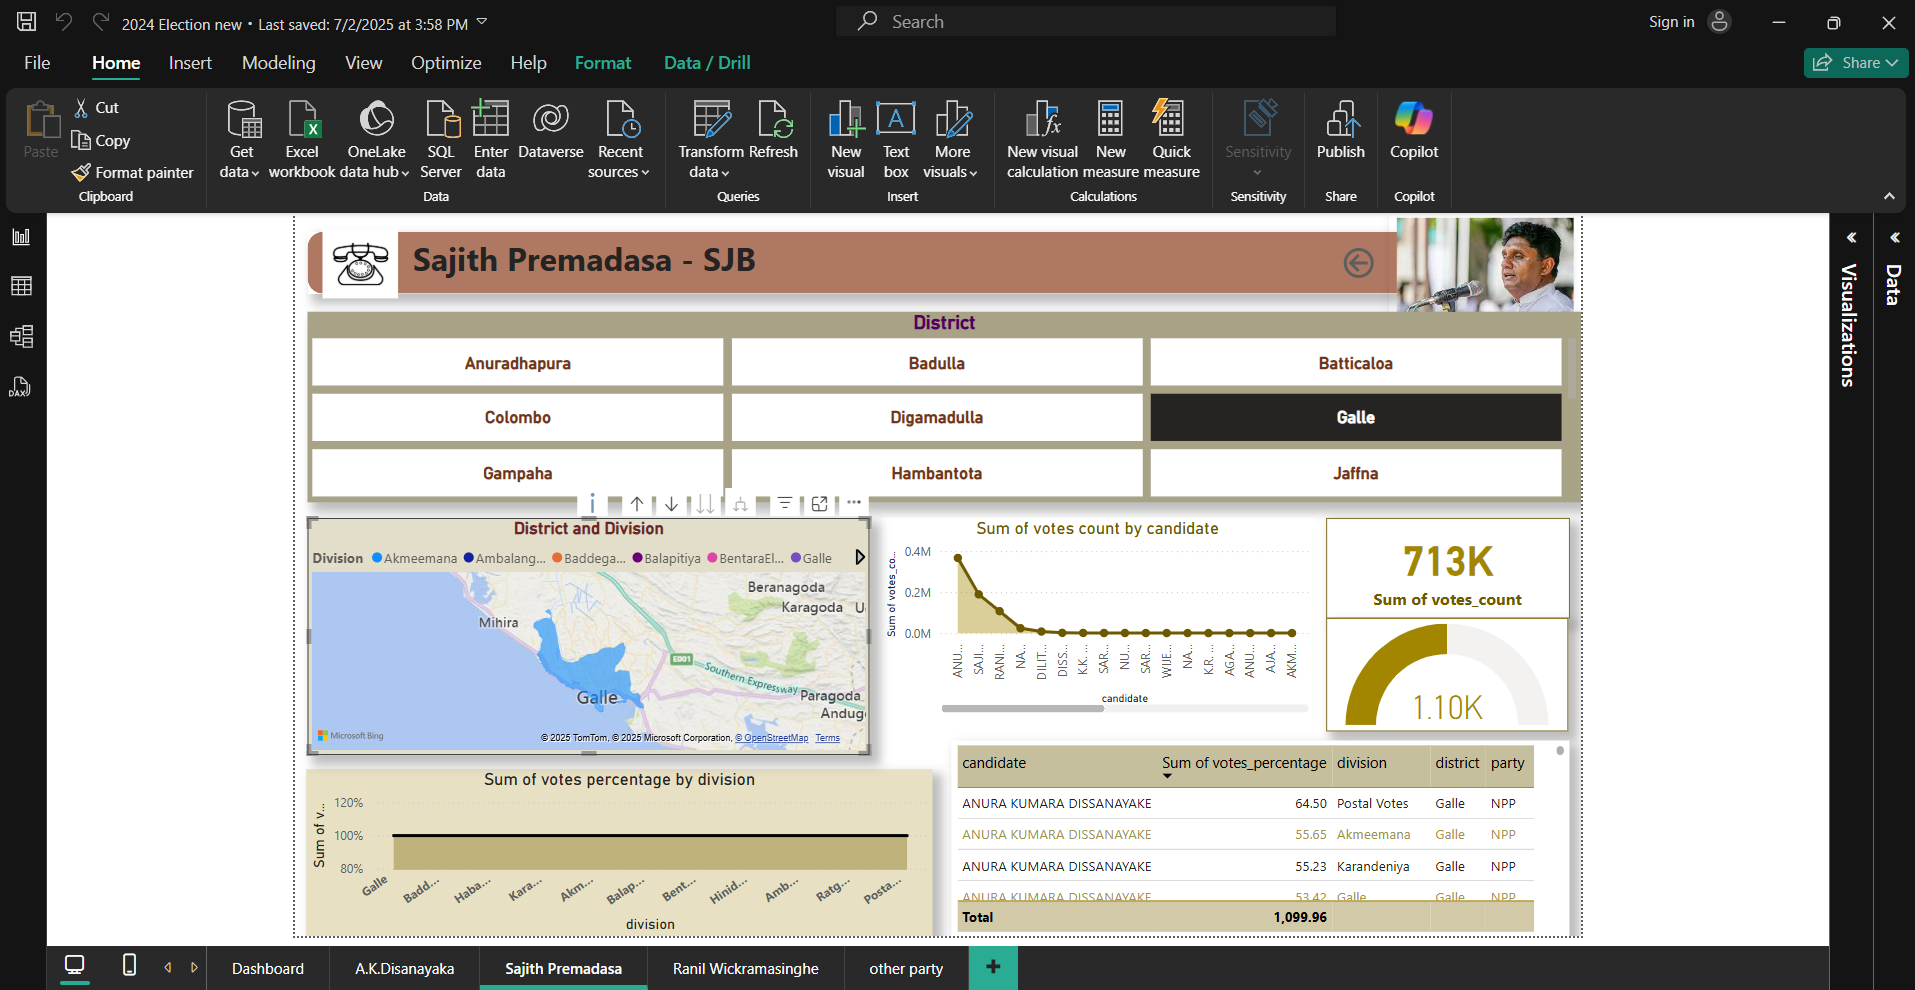 2024 Election new • Last saved: 7/2/2025 at 3:58 PM
Search
Sign in
File Home Insert Modeling View Optimize Help Format Data / Drill
Share
Paste
Cut
Copy
Format painter
Clipboard
Get data
Excel workbook
OneLake data hub
SQL Server
Enter data
Dataverse
Recent sources
Data
Transform data
Refresh
Queries
New visual
Text box
More visuals
Insert
New visual calculation
New measure
Quick measure
Calculations
Sensitivity
Sensitivity
Publish
Share
Copilot
Copilot
DAX
Sajith Premadasa - SJB
District
Anuradhapura Badulla Batticaloa
Colombo Digamadulla Galle
Gampaha Hambantota Jaffna
District and Division
Division Akmeemana Ambalang... Baddega... Balapitiya BentaraEl... Galle
Beranagoda
Karagoda U
Mihira
E001
Southern Expressway
Galle
Paragoda
Andug
Microsoft Bing
© 2025 TomTom, © 2025 Microsoft Corporation, © OpenStreetMap Terms
Sum of votes count by candidate
Sum of votes_co...
0.4M
0.2M
0.0M
ANU... SAJI... RANI... NA... DILIT... DISS... K.K. ... SAR... NU... SAR... WIJE... NA... K.R. ... AGA... ANU... AJA... AKM...
candidate
713K
Sum of votes_count
1.10K
Sum of votes percentage by division
Sum of v...
120%
100%
80%
Galle Badd... Haba... Kara... Akm... Balap... Bent... Hinid... Amb... Ratg... Posta...
division
candidate Sum of votes_percentage division district party
ANURA KUMARA DISSANAYAKE 64.50 Postal Votes Galle NPP
ANURA KUMARA DISSANAYAKE 55.65 Akmeemana Galle NPP
ANURA KUMARA DISSANAYAKE 55.23 Karandeniya Galle NPP
ANURA KUMARA DISSANAYAKE 53.42 Galle Galle NPP
Total 1,099.96
Visualizations
Data
Dashboard A.K.Disanayaka Sajith Premadasa Ranil Wickramasinghe other party